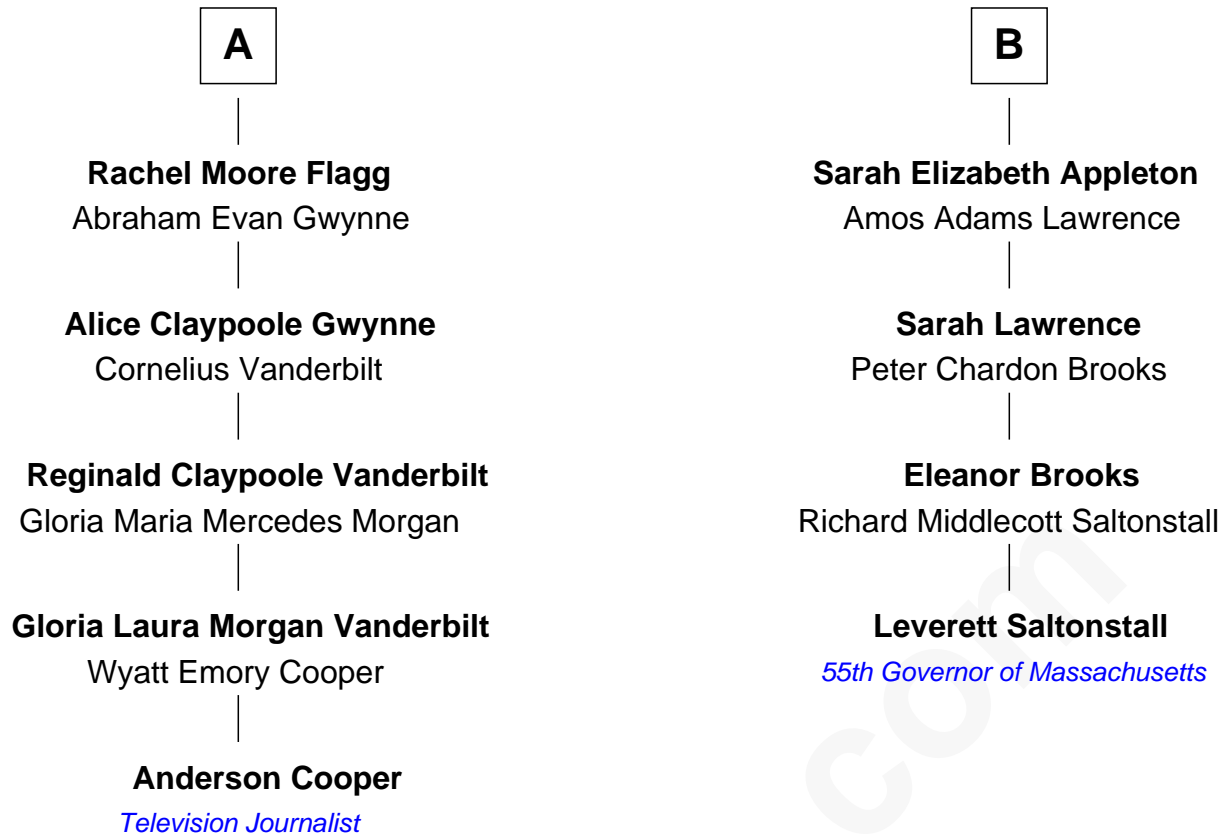 A
Rachel Moore Flagg
Abraham Evan Gwynne
Alice Claypoole Gwynne
Cornelius Vanderbilt
Reginald Claypoole Vanderbilt
Gloria Maria Mercedes Morgan
Gloria Laura Morgan Vanderbilt
Wyatt Emory Cooper
Anderson Cooper
Television Journalist
B
Sarah Elizabeth Appleton
Amos Adams Lawrence
Sarah Lawrence
Peter Chardon Brooks
Eleanor Brooks
Richard Middlecott Saltonstall
Leverett Saltonstall
55th Governor of Massachusetts
com